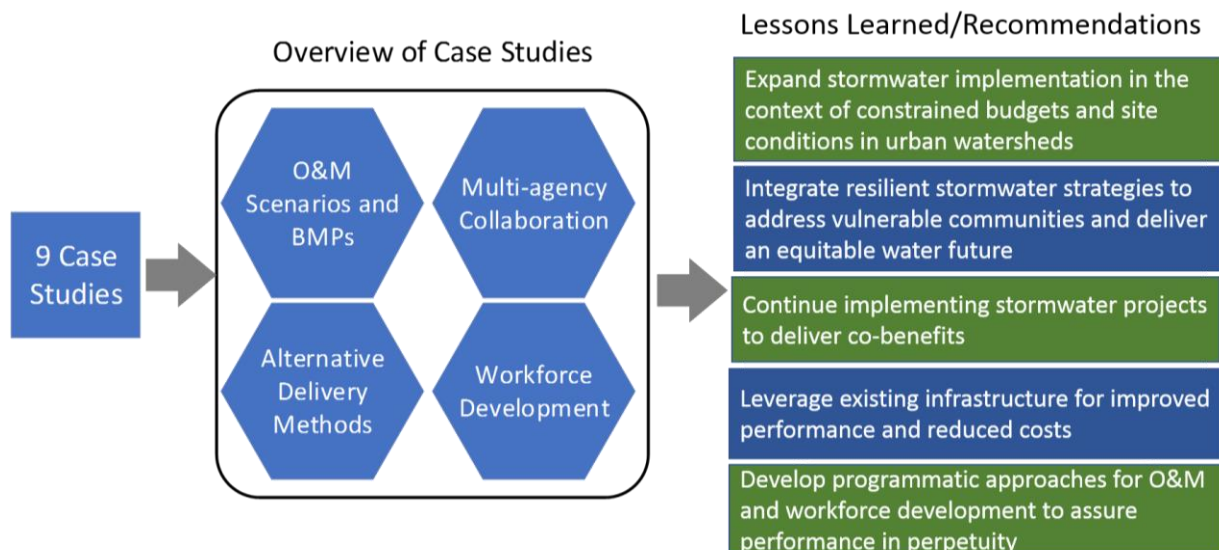 Overview of Case Studies
9 Case
Studies
O&M
Scenarios and
BMPs
Multi-agency
Collaboration
Alternative
Delivery
Methods
Workforce
Development
Lessons Learned/Recommendations
Expand stormwater implementation in the
context of constrained budgets and site
conditions in urban watersheds
Integrate resilient stormwater strategies to
address vulnerable communities and deliver
an equitable water future
Continue implementing stormwater projects
to deliver co-benefits
Leverage existing infrastructure for improved
performance and reduced costs
Develop programmatic approaches for O&M
and workforce development to assure
performance in perpetuity